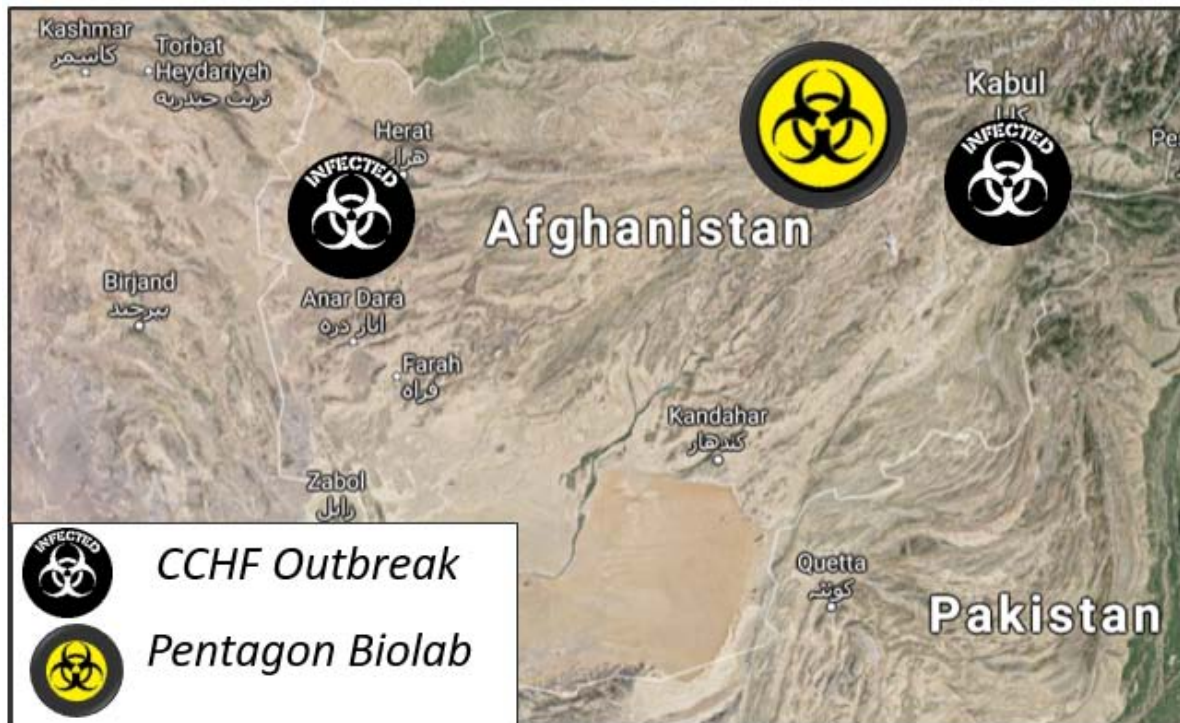 Kashmar
کاشمر
Torbat
Heydariyeh
تربت حیدریه
Kabul
INFECTED
Herat
هرات
INFECTED
Afghanistan
Birjand
بیرجند
Anar Dara
انار دره
Farah
فراه
Kandahar
کندهار
Zabol
زابل
Quetta
کوئٹہ
Pakistan
INFECTED
CCHF Outbreak
Pentagon Biolab